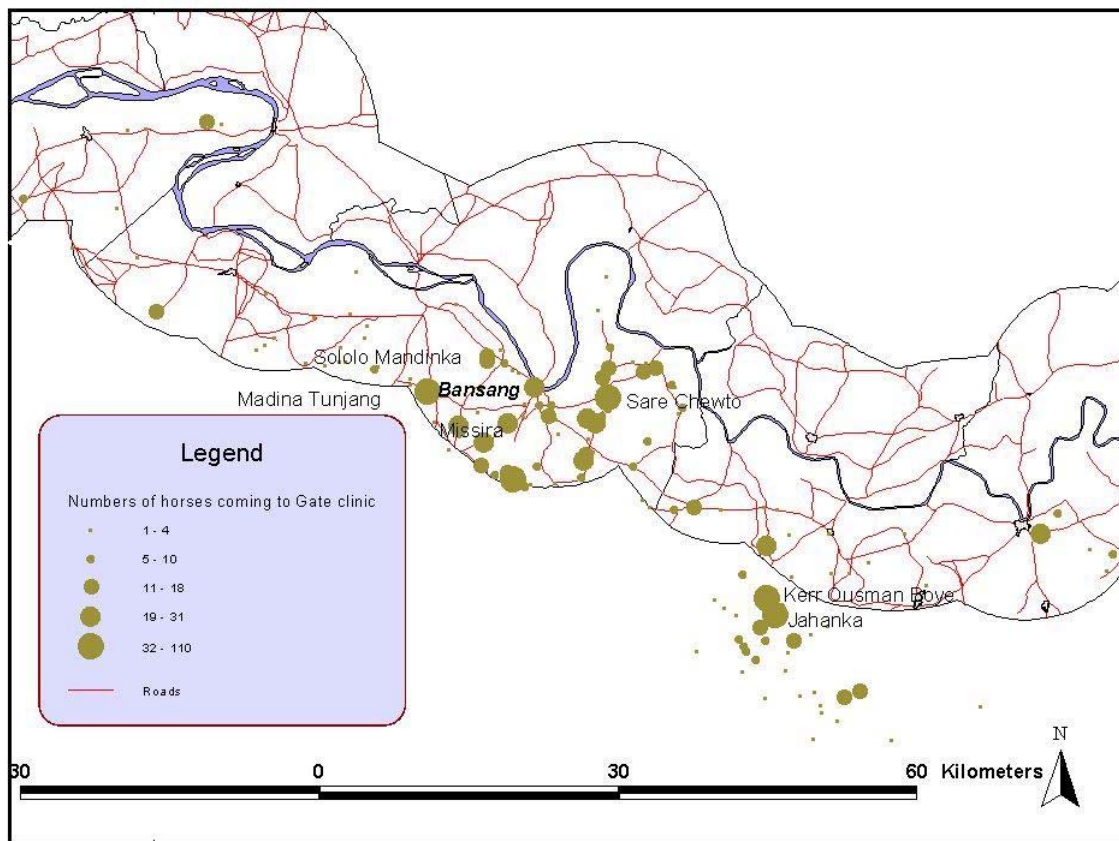 Sololo Mandinka
Madina Tunjang
Bansang
Sare Chewto
Missira
Legend
Numbers of horses coming to Gate clinic
1 - 4
5 - 10
11 - 18
19 - 31
32 - 110
Roads
Kerr Ousman Boye
Jahanka
N
30 0 30 60 Kilometers